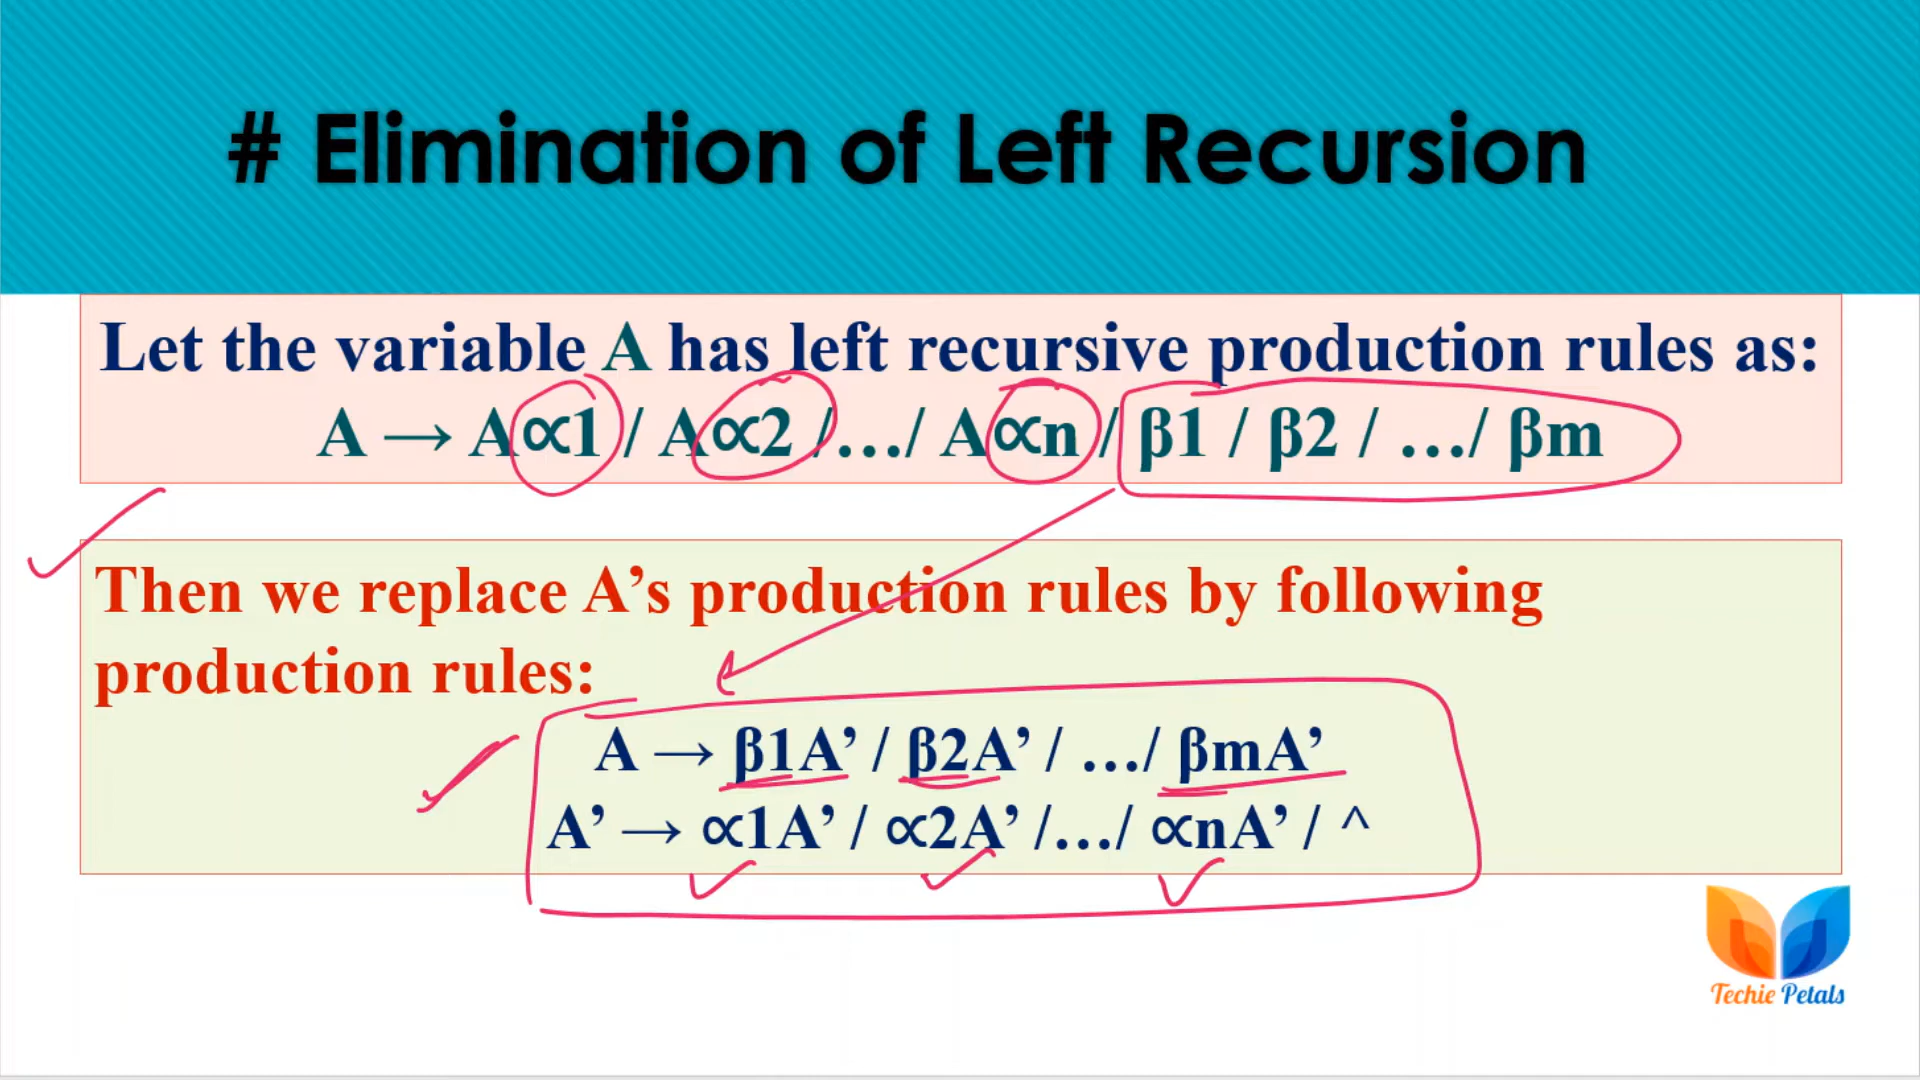 # Elimination of Left Recursion
Let the variable A has left recursive production rules as:
A → A∝1 / A∝2 /…/ A∝n / β1 / β2 / …/ βm
Then we replace A’s production rules by following
production rules:
A → β1A’ / β2A’ / …/ βmA’
A’ → ∝1A’ / ∝2A’ /…/ ∝nA’ / ^
Techie Petals